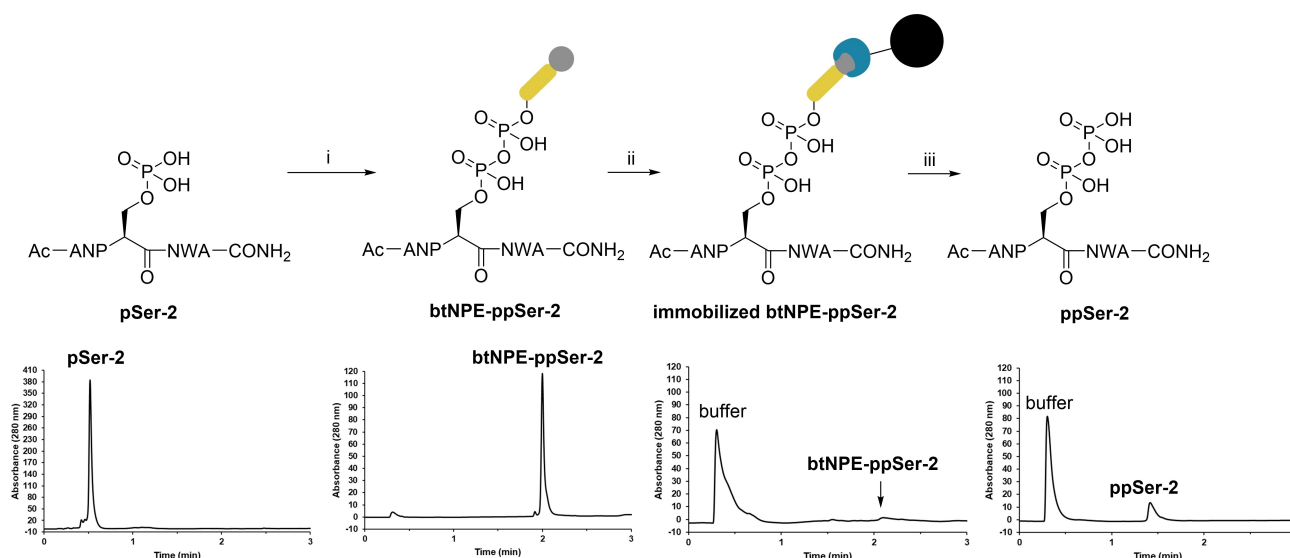 i
ii
iii
O
P
OH
OH
O
Ac
ANP
NWA
CONH2
O
pSer-2
O
P
O
OH
O
O
P
OH
O
Ac
ANP
NWA
CONH2
O
btNPE-ppSer-2
O
P
O
OH
O
O
P
OH
O
Ac
ANP
NWA
CONH2
O
immobilized btNPE-ppSer-2
O
P
OH
OH
O
O
P
OH
O
Ac
ANP
NWA
CONH2
O
ppSer-2
pSer-2
Absorbance (280 nm)
410
380
350
320
290
260
230
200
170
140
110
80
50
20
-10
0
1
2
3
Time (min)
btNPE-ppSer-2
Absorbance (280 nm)
120
110
100
90
80
70
60
50
40
30
20
10
0
-10
0
1
2
3
Time (min)
buffer
btNPE-ppSer-2
Absorbance (280 nm)
120
110
100
90
80
70
60
50
40
30
20
10
0
-10
0
1
2
3
Time (min)
buffer
ppSer-2
Absorbance (280 nm)
120
110
100
90
80
70
60
50
40
30
20
10
0
-10
0
1
2
Time (min)